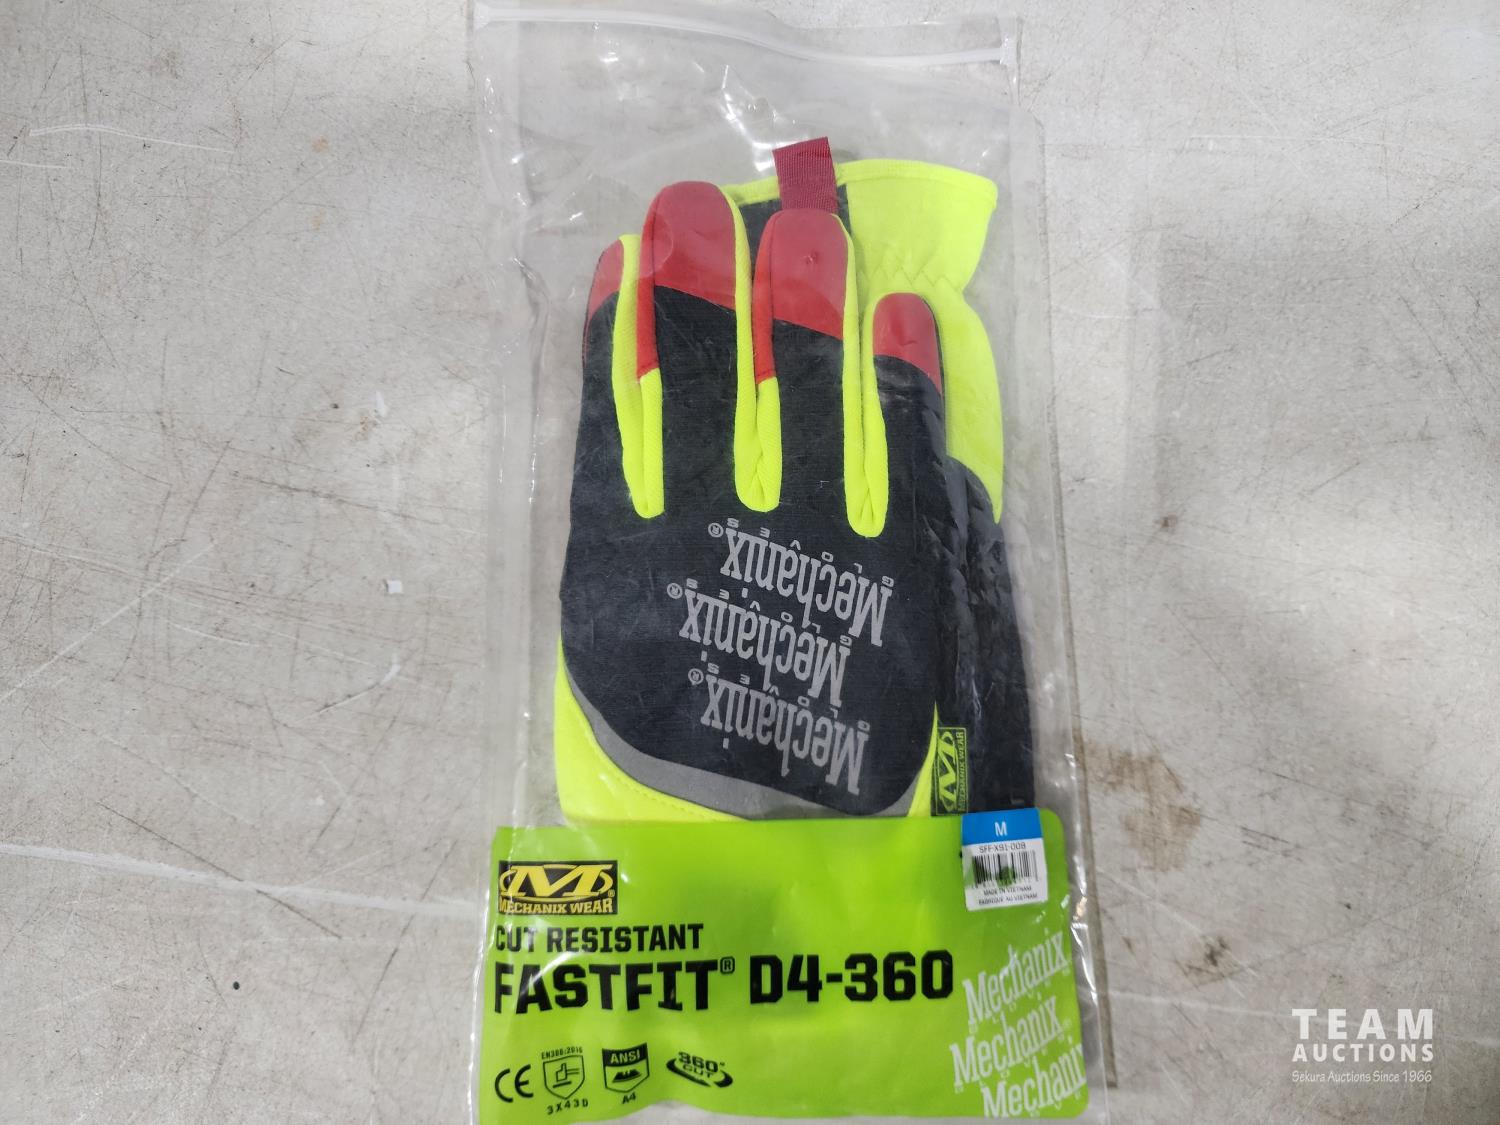 Mechanix®
GLOVES
Mechanix®
GLOVES
Mechanix®
GLOVES
MECHANIX WEAR
M
SFF-X91-008
MADE IN VIETNAM
FABRIQUÉ AU VIETNAM
MECHANIX WEAR®
CUT RESISTANT
FASTFIT® D4-360
CE
EN388:2016
3X43D
ANSI
A4
360°
CUT
Mechanix
Mechanix
Mechanix
TEAM
AUCTIONS
Sekura Auctions Since 1966